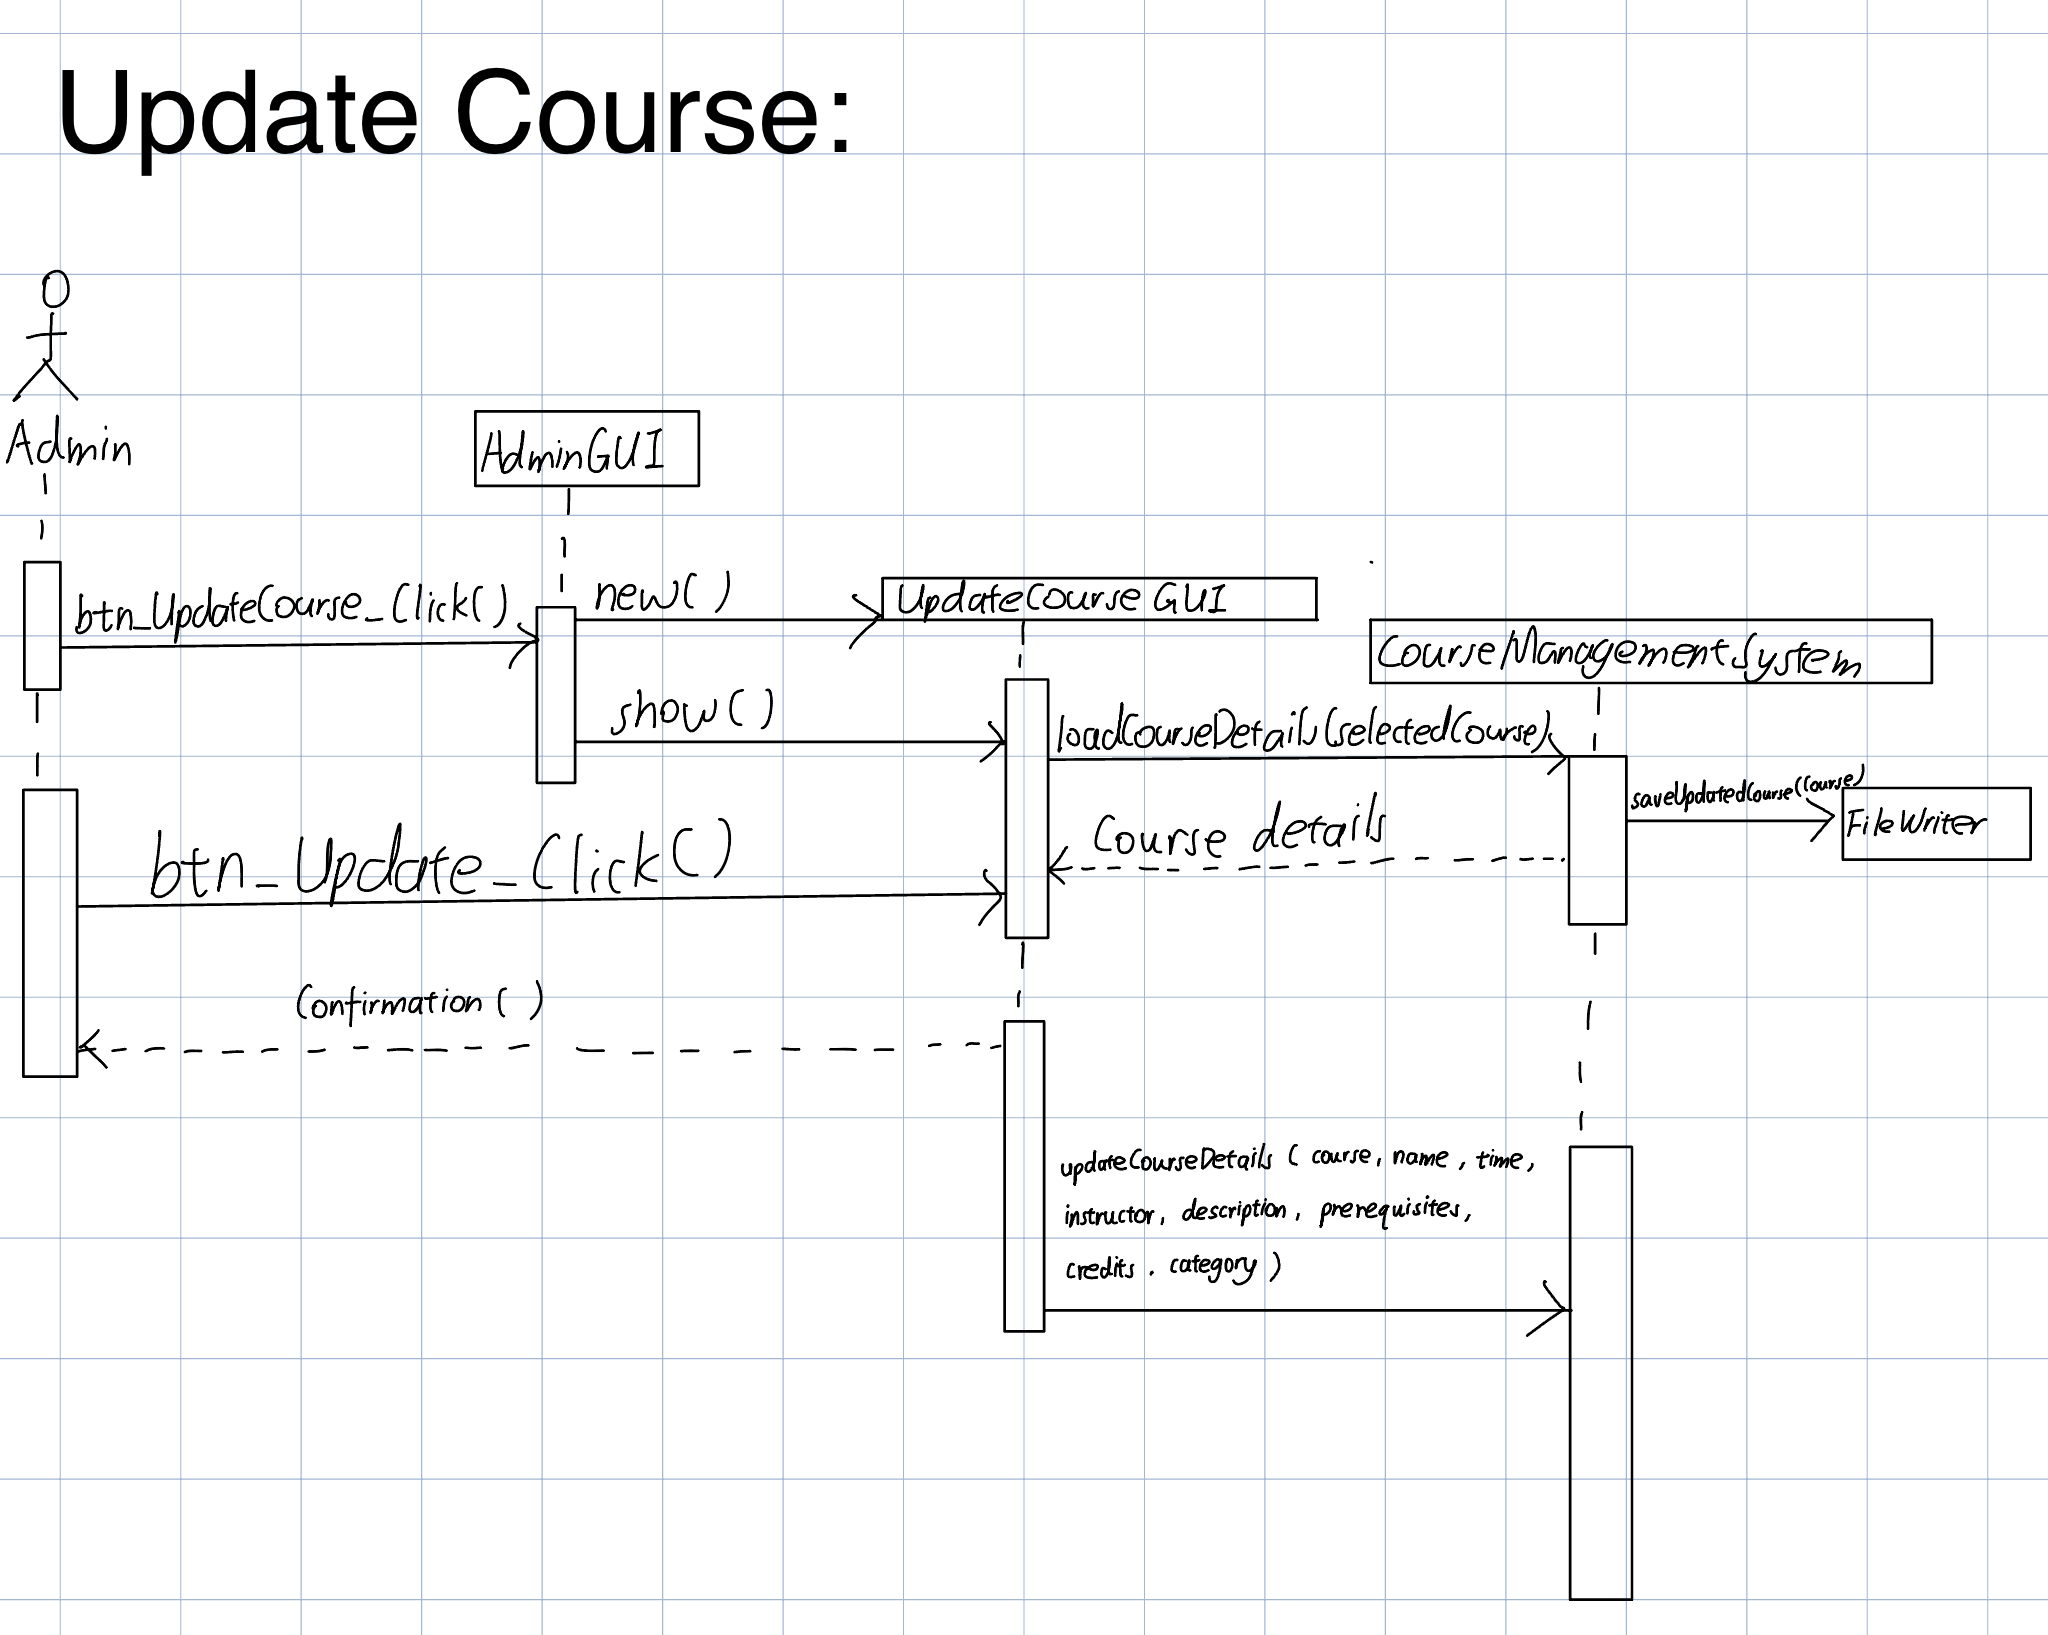 Update Course:
Admin
AdminGUI
btn_UpdateCourse_Click()
new()
UpdateCourse GUI
CourseManagementSystem
show()
loadCourseDetails(selectedCourse)
saveUpdatedCourse(Course)
FileWriter
Course details
btn_Update_Click()
Confirmation ( )
updateCourseDetails ( course, name , time,
instructor, description, prerequisites,
credits . category )